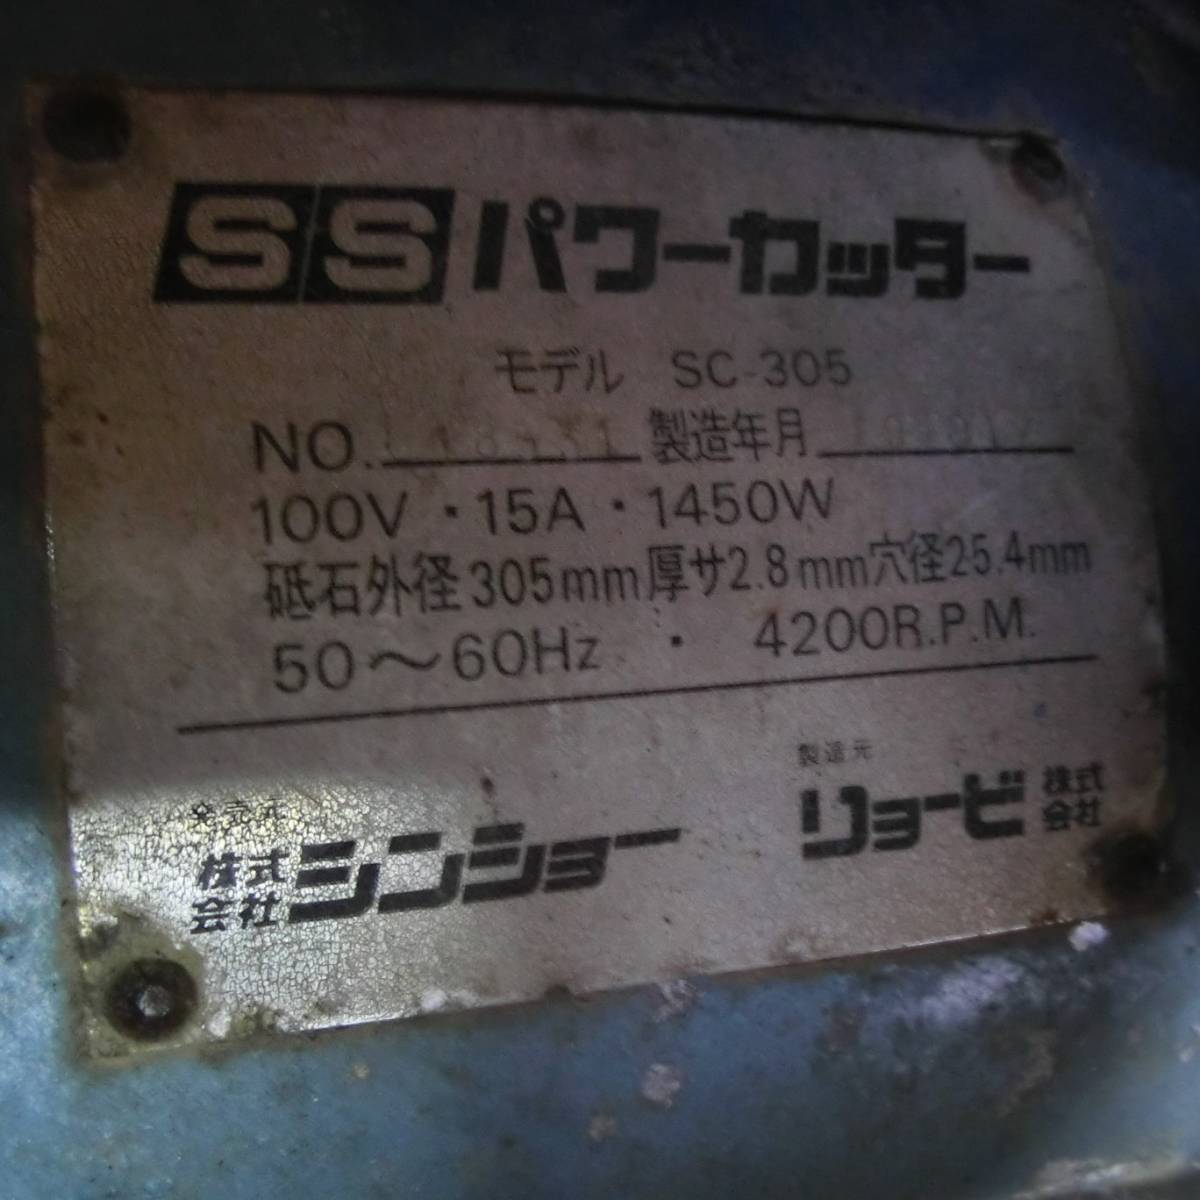 SSパワーカッター
モデル SC-305
NO. 製造年月
100V・15A・1450W
砥石外径305mm厚サ2.8mm穴径25.4mm
50〜60Hz ・ 4200R.P.M.
発売元
株式会社シンショー
製造元
リョービ株式会社